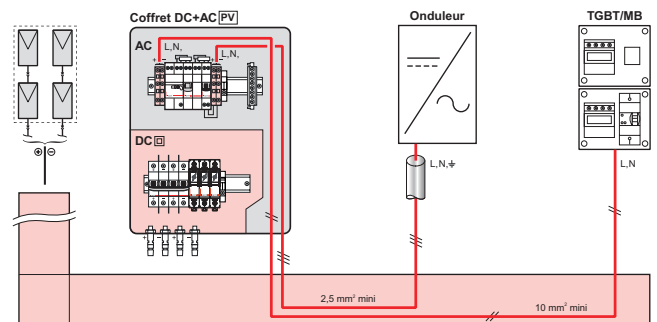 Coffret DC+AC PV
Onduleur
TGBT/MB
AC
L,N,
L,N,
DC
L,N,
L,N
2,5 mm² mini
10 mm² mini